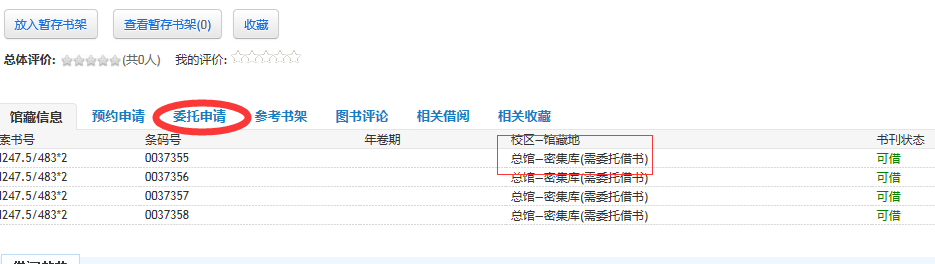 放入暂存书架 查看暂存书架(0) 收藏
总体评价: (共0人) 我的评价:
馆藏信息 预约申请 委托申请 参考书架 图书评论 相关借阅 相关收藏
索书号 条码号 年卷期 校区—馆藏地 书刊状态
I247.5/483*2 0037355 总馆—密集库(需委托借书) 可借
I247.5/483*2 0037356 总馆—密集库(需委托借书) 可借
I247.5/483*2 0037357 总馆—密集库(需委托借书) 可借
I247.5/483*2 0037358 总馆—密集库(需委托借书) 可借